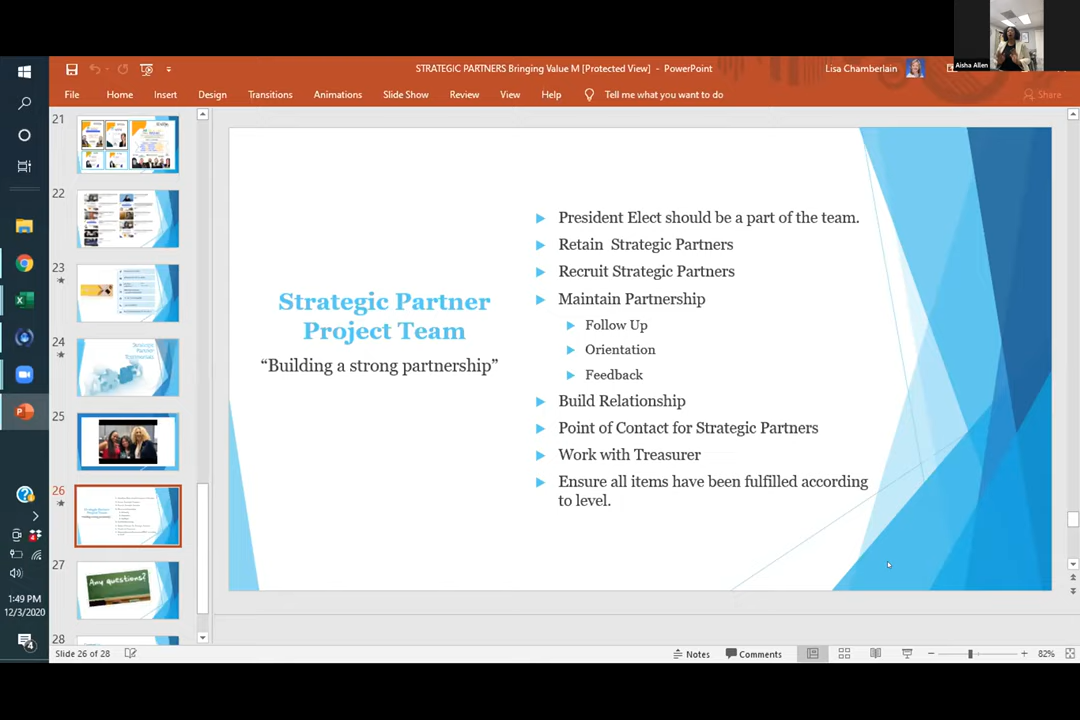 Aisha Allen
STRATEGIC PARTNERS Bringing Value M [Protected View] - PowerPoint
Lisa Chamberlain
File Home Insert Design Transitions Animations Slide Show Review View Help Tell me what you want to do Share
21
22
23
24
25
26
27
Any questions?
28
Strategic Partner
Project Team
“Building a strong partnership”
President Elect should be a part of the team.
Retain Strategic Partners
Recruit Strategic Partners
Maintain Partnership
Follow Up
Orientation
Feedback
Build Relationship
Point of Contact for Strategic Partners
Work with Treasurer
Ensure all items have been fulfilled according
to level.
1:49 PM
12/3/2020
4
Slide 26 of 28
Notes Comments
82%